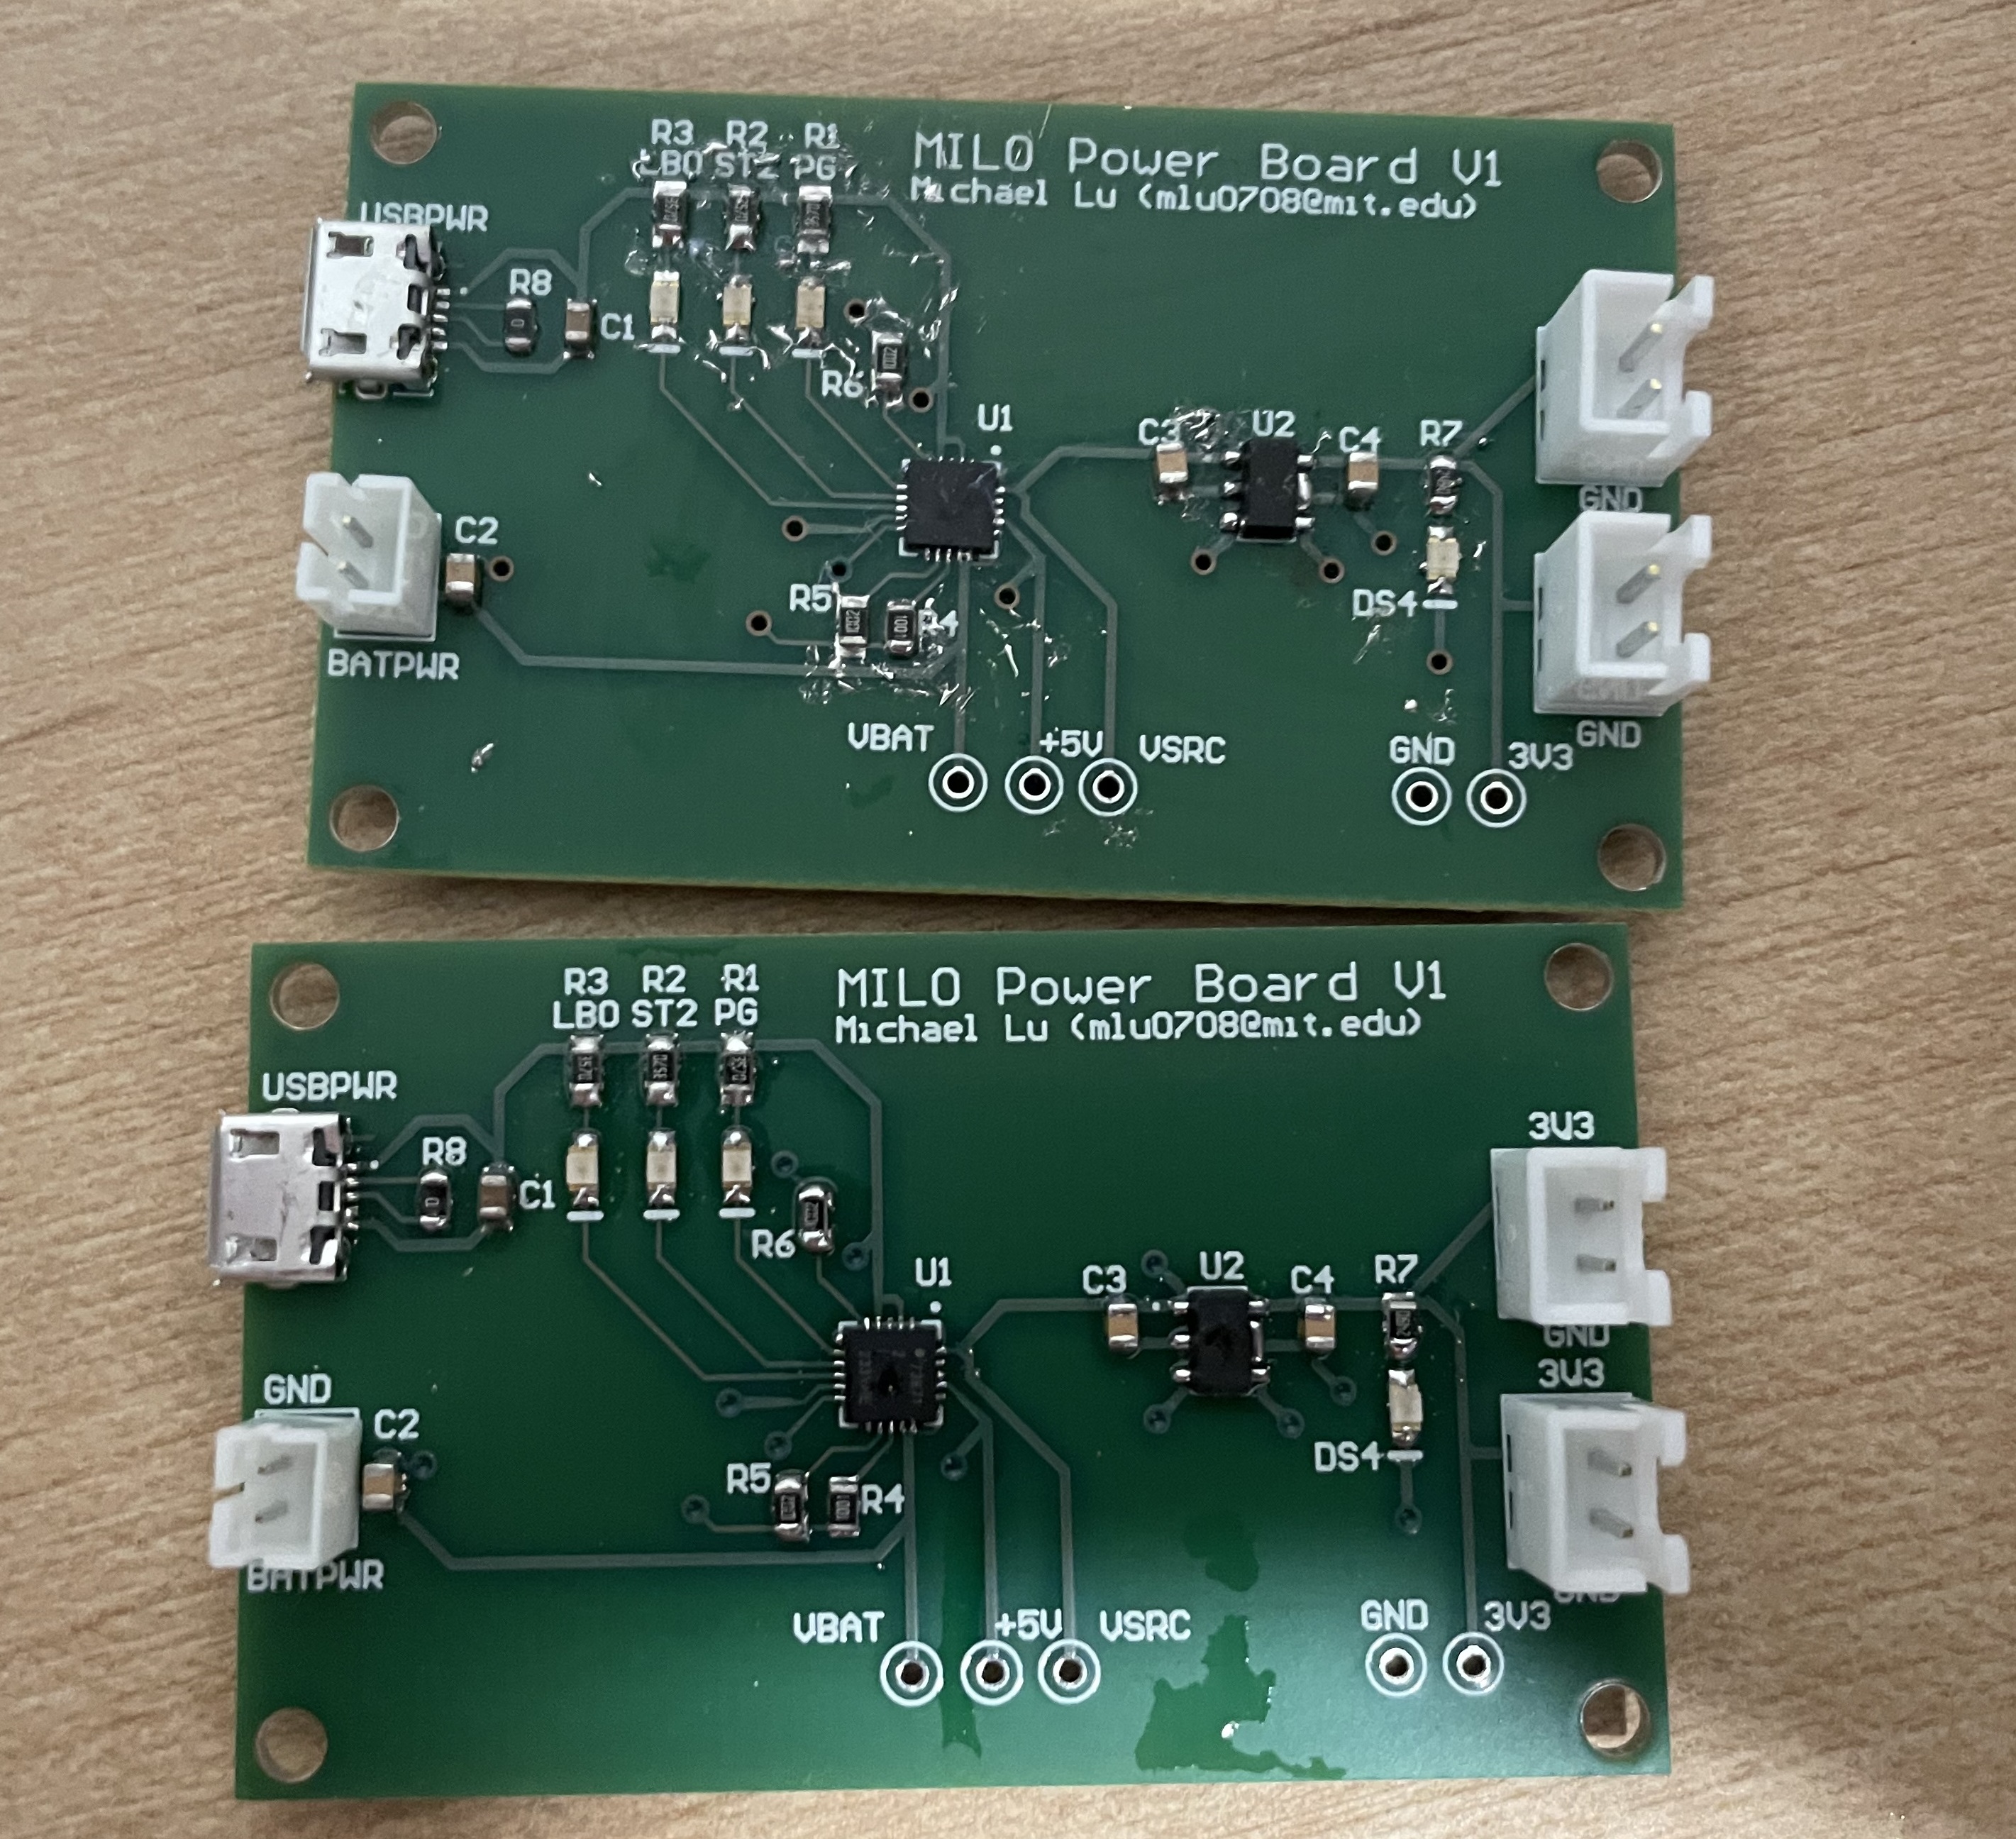 R3 R2 R1
LBO ST2 PG
MILO Power Board V1
Michael Lu (mlu0708@mit.edu)
USBPWR
R8
C1
R6
U1
C3 U2 C4 R7
GND
C2
R5
R4
DS4
BATPWR
GND
VBAT +5V VSRC
GND 3V3
R3 R2 R1
LBO ST2 PG
MILO Power Board V1
Michael Lu (mlu0708@mit.edu)
USBPWR
R8
C1
3V3
R6
U1
C3 U2 C4 R7
GND
3V3
GND
C2
R5 R4
1001
DS4
BATPWR
GND
VBAT +5V VSRC
GND 3V3